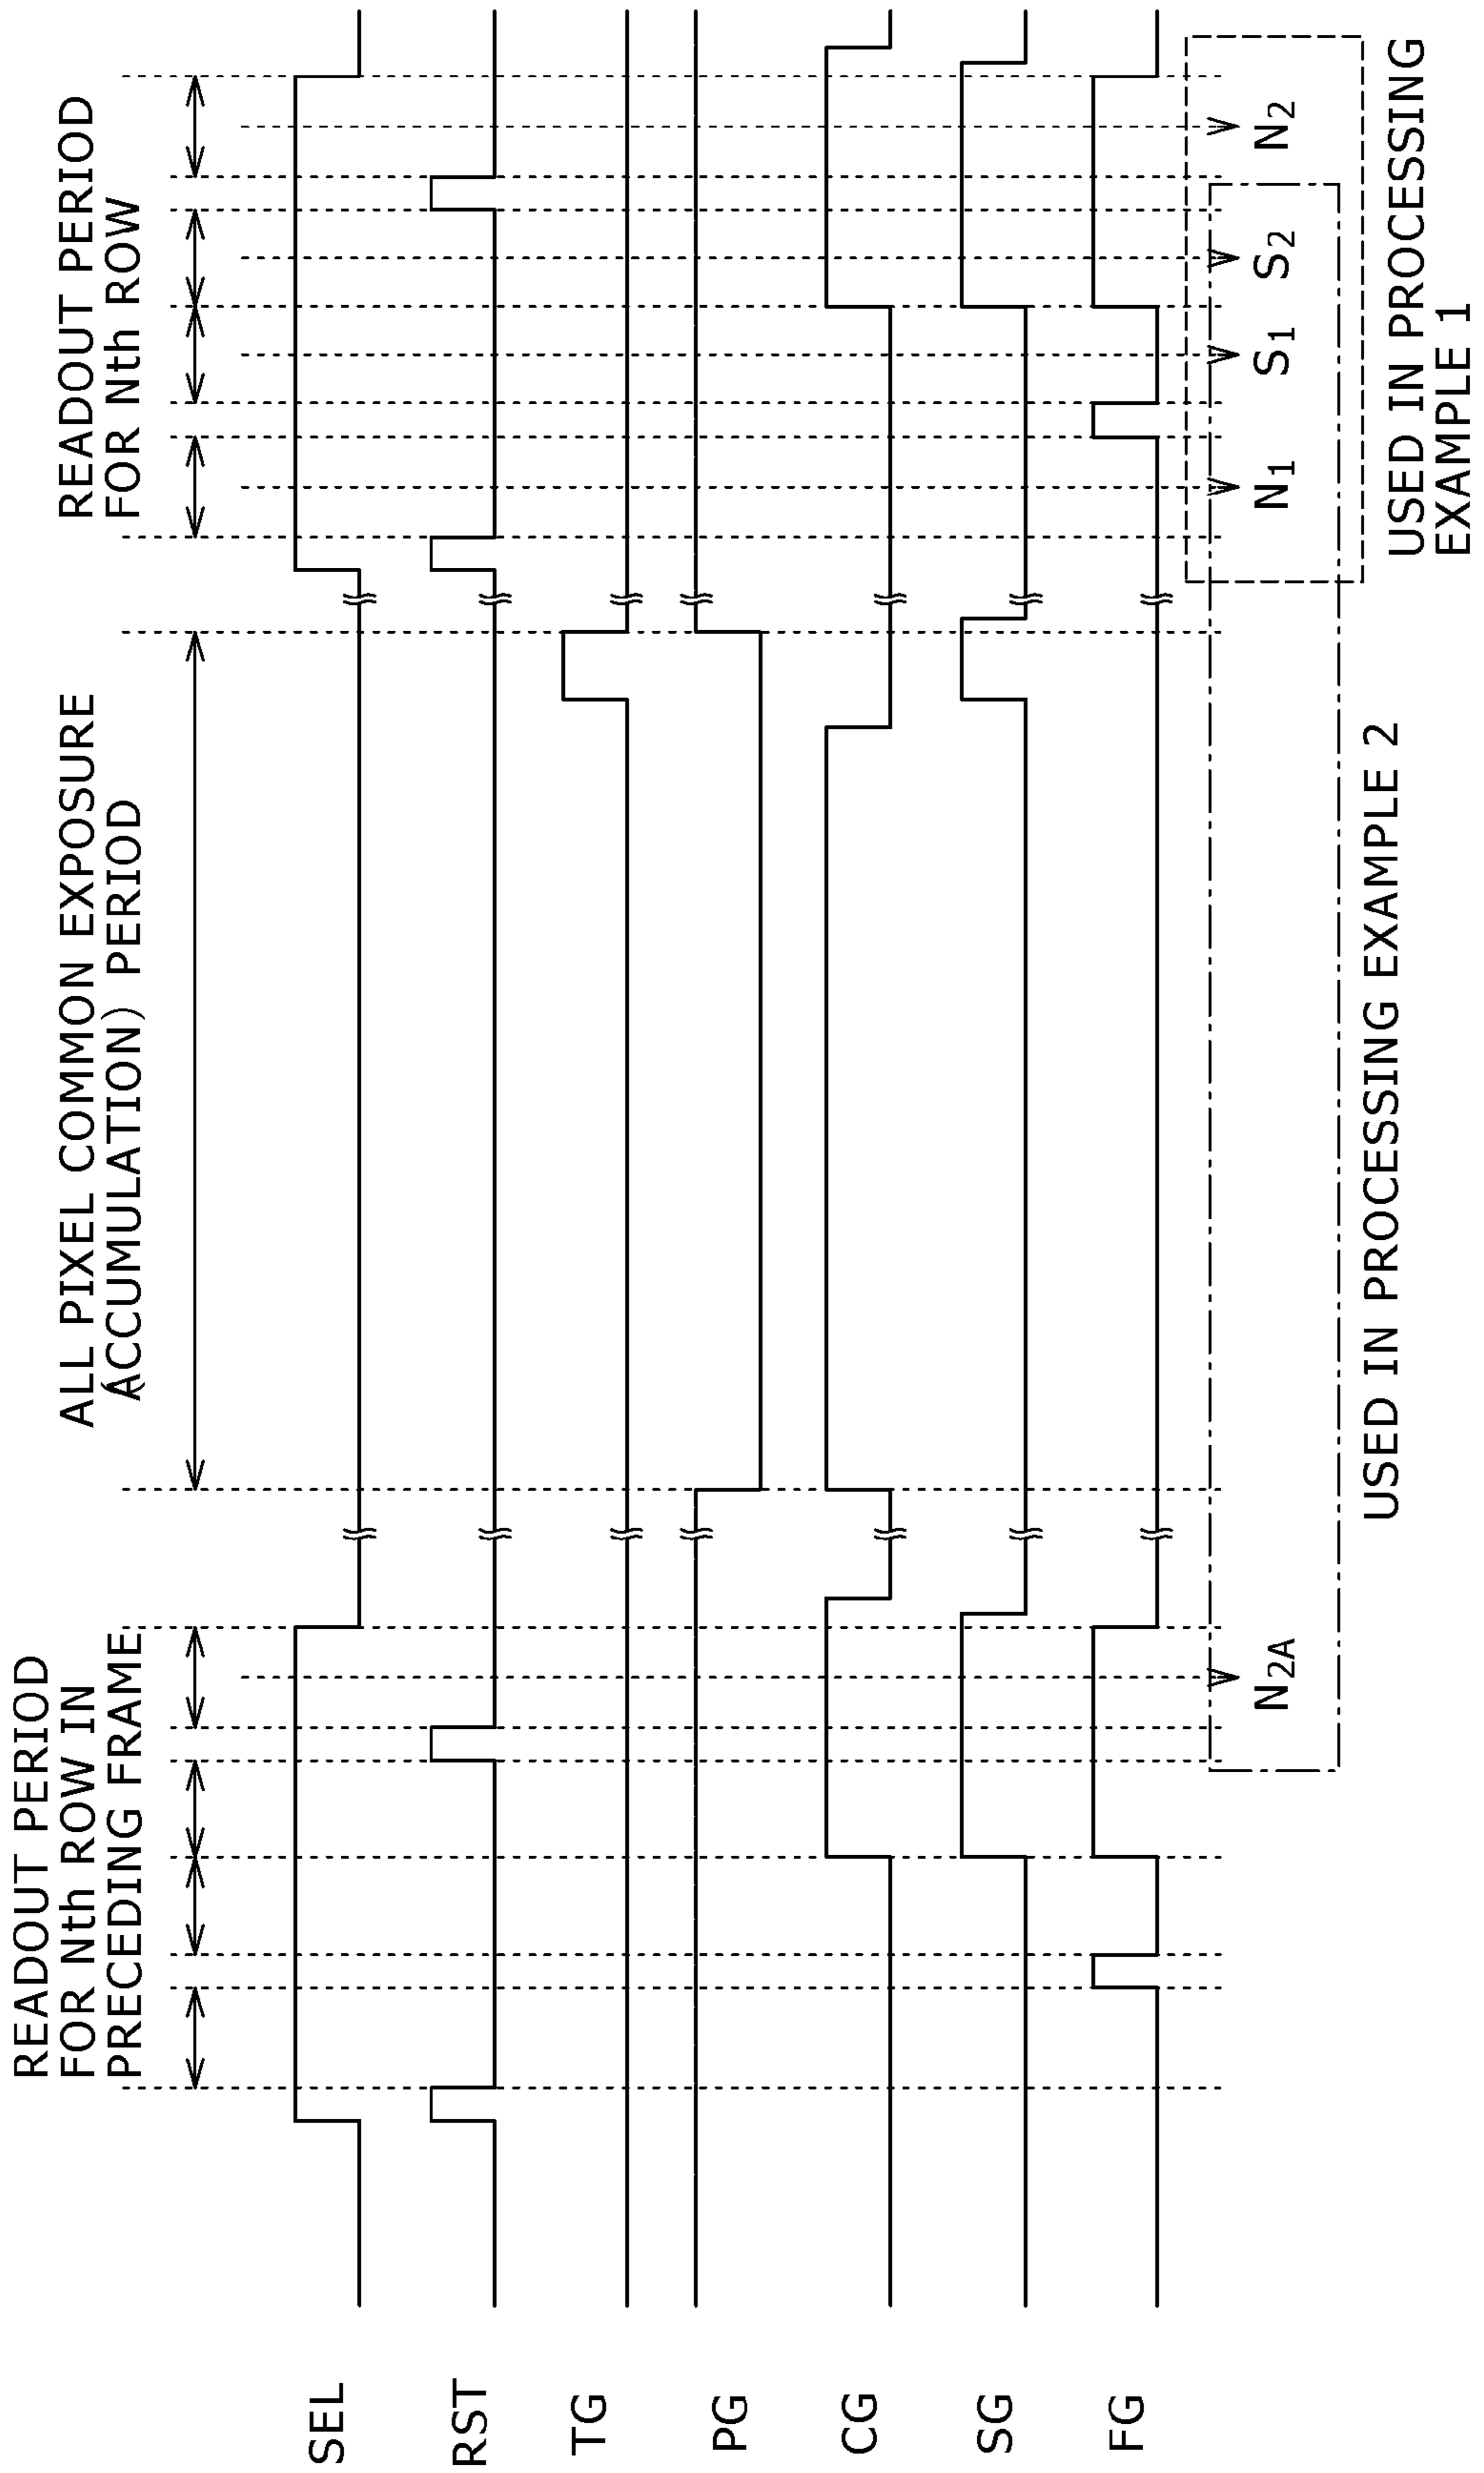 READOUT PERIOD
FOR Nth ROW IN
PRECEDING FRAME
ALL PIXEL COMMON EXPOSURE
(ACCUMULATION) PERIOD
READOUT PERIOD
FOR Nth ROW
SEL
RST
TG
PG
CG
SG
FG
N2A
N1
S1
S2
N2
USED IN PROCESSING EXAMPLE 2
USED IN PROCESSING
EXAMPLE 1